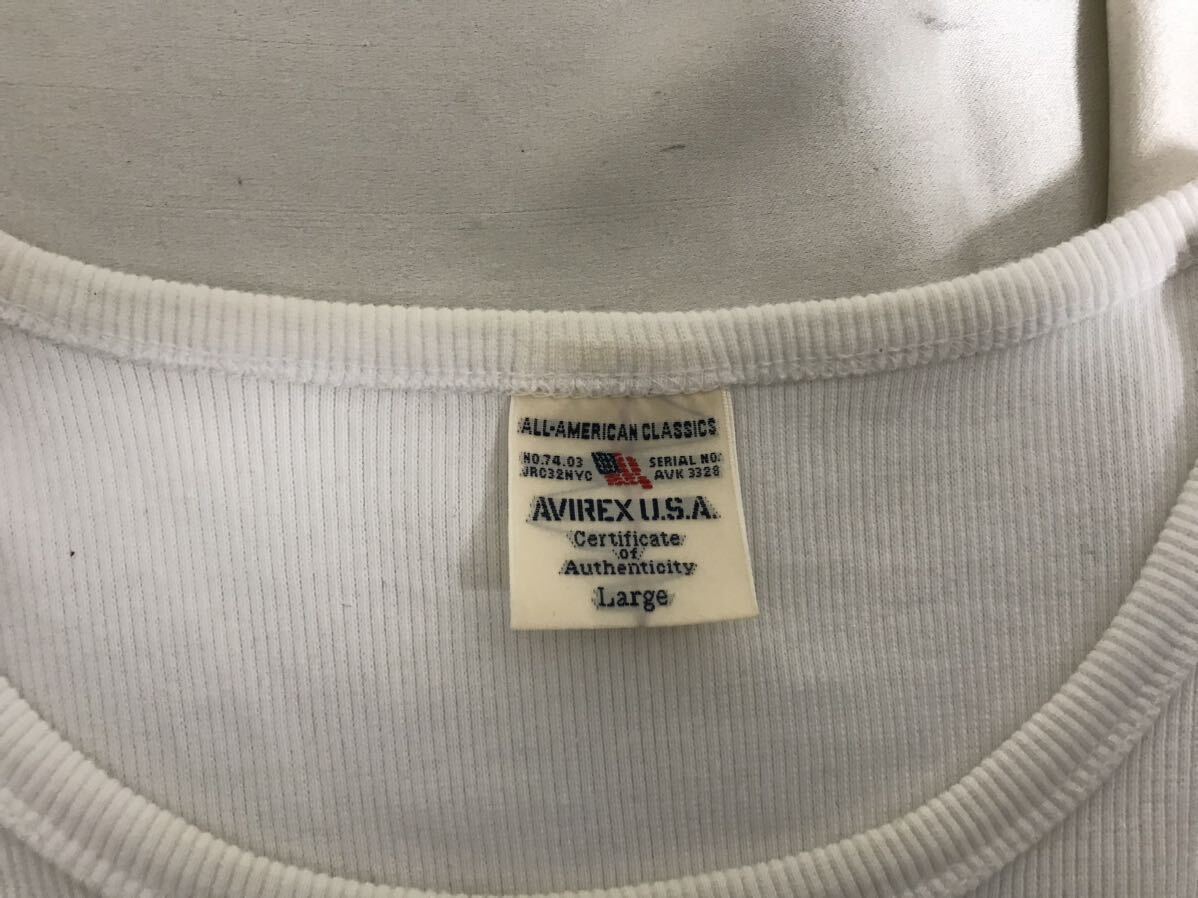 ALL-AMERICAN CLASSICS
NO.74.03 SERIAL NO.
JRC32NYC AVK 3328
AVIREX U.S.A.
Certificate
of
Authenticity
Large